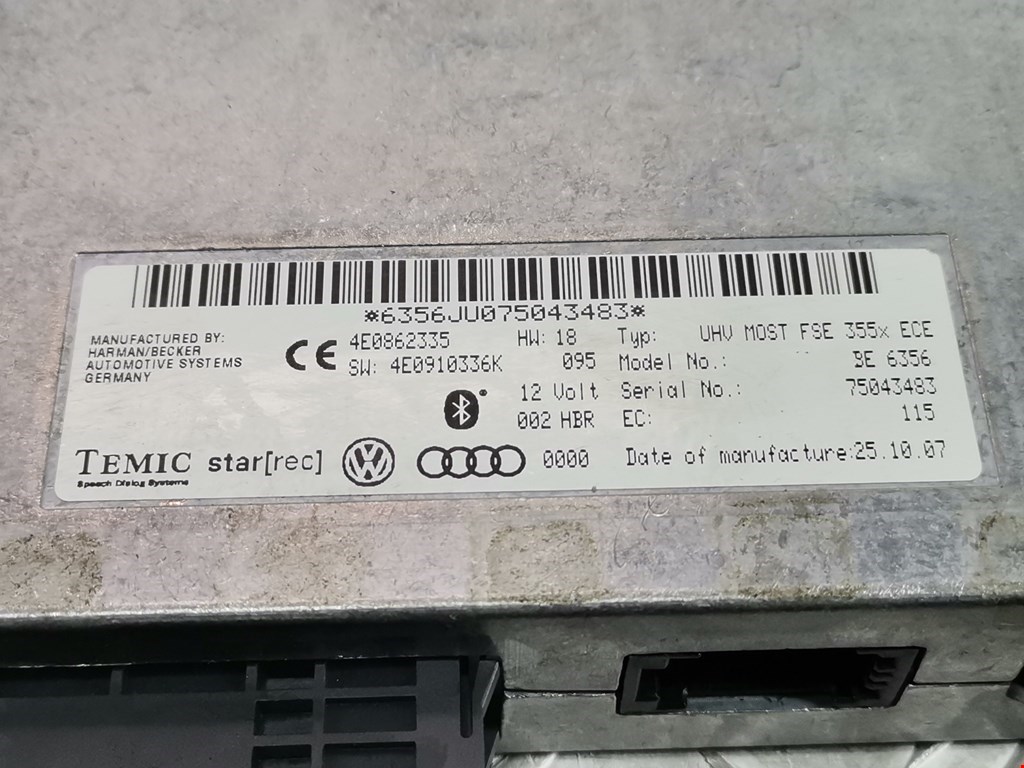 *6356JU075043483*
MANUFACTURED BY:
HARMAN/BECKER
AUTOMOTIVE SYSTEMS
GERMANY
CE
4E0862335 HW: 18 Typ: UHV MOST FSE 355x ECE
SW: 4E0910336K 095 Model No.: BE 6356
12 Volt Serial No.: 75043483
002 HBR EC: 115
TEMIC star[rec] 0000 Date of manufacture:25.10.07
Speech Dialog Systems